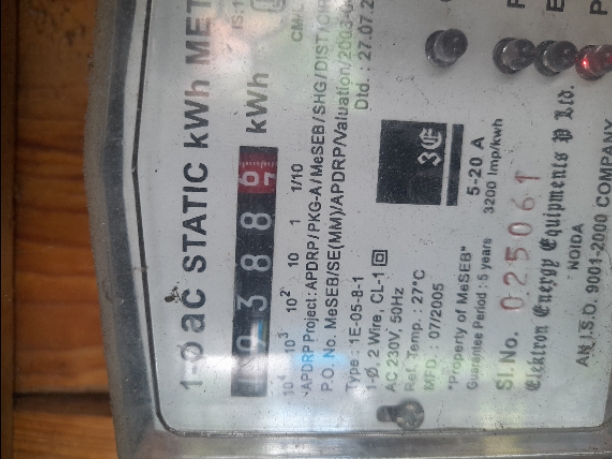 1-Ø ac STATIC kWh MET
9 3 8 8 kWh
10⁴ 10³ 10² 10 1 1/10
APDRP Project: APDRP/PKG-A/MeSEB/SHG/DIST/
P.O. No. MeSEB/SE(MM)/APDRP/Valuation/2003-
Dtd. : 27.07.2
Type : 1E-05-8-1
1-Ø, 2 Wire, CL-1
AC 230V, 50Hz
Ref. Temp. : 27°C
MFD. : 07/2005
3E
5-20 A
3200 Imp/kwh
"Property of MeSEB"
Guarantee Period : 5 years
Sl.No. 025061
Elektron Energy Equipments P Ltd.
NOIDA
AN I.S.O. 9001-2000 COMPANY